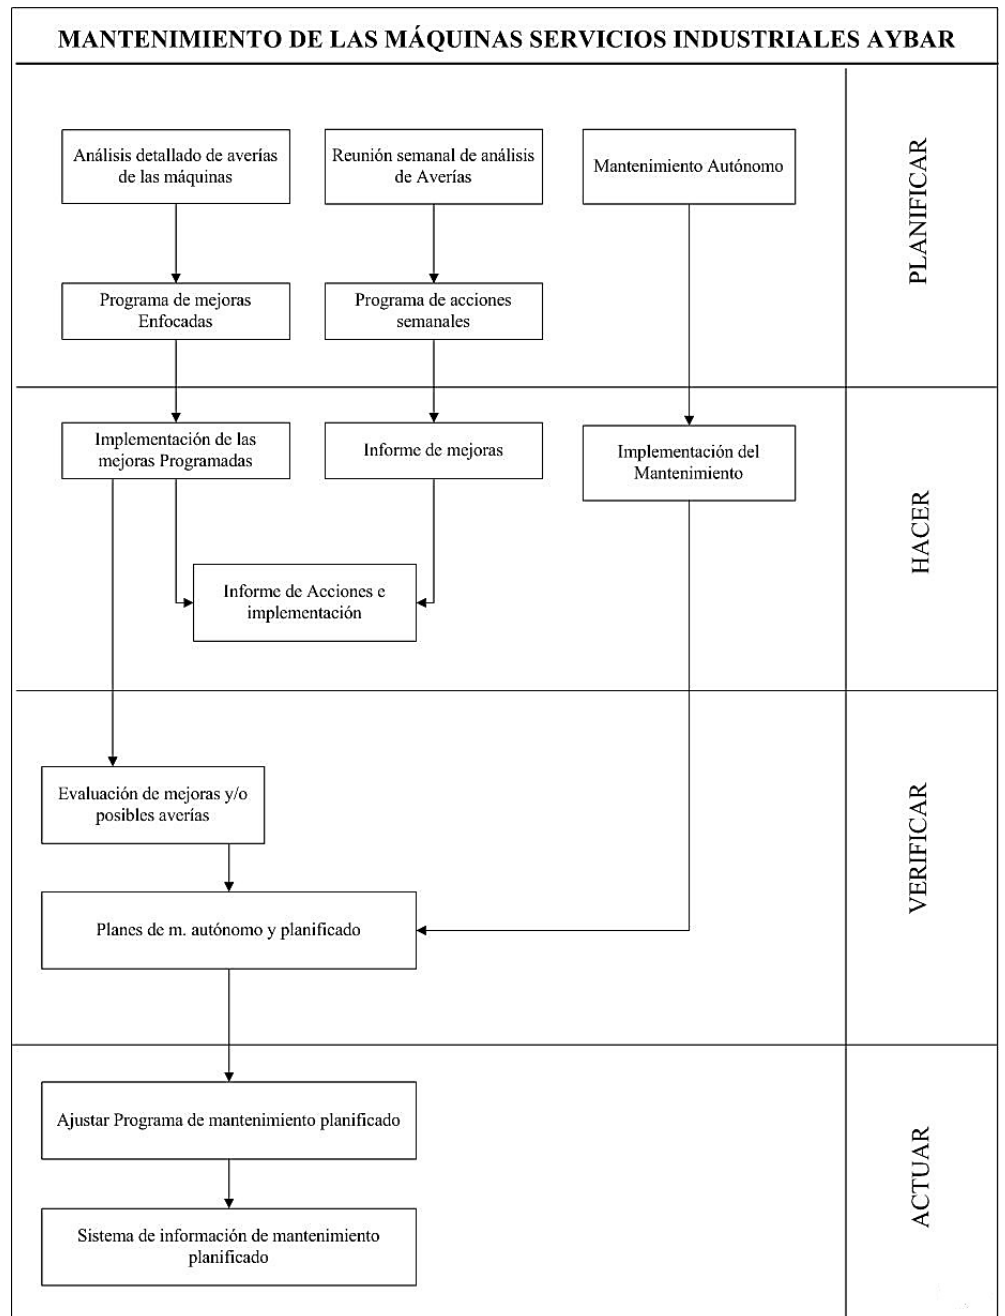 MANTENIMIENTO DE LAS MÁQUINAS SERVICIOS INDUSTRIALES AYBAR
Análisis detallado de averías
de las máquinas
Reunión semanal de análisis
de Averías
Mantenimiento Autónomo
Programa de mejoras
Enfocadas
Programa de acciones
semanales
PLANIFICAR
Implementación de las
mejoras Programadas
Informe de mejoras
Implementación del
Mantenimiento
Informe de Acciones e
implementación
HACER
Evaluación de mejoras y/o
posibles averías
Planes de m. autónomo y planificado
VERIFICAR
Ajustar Programa de mantenimiento planificado
Sistema de información de mantenimiento
planificado
ACTUAR